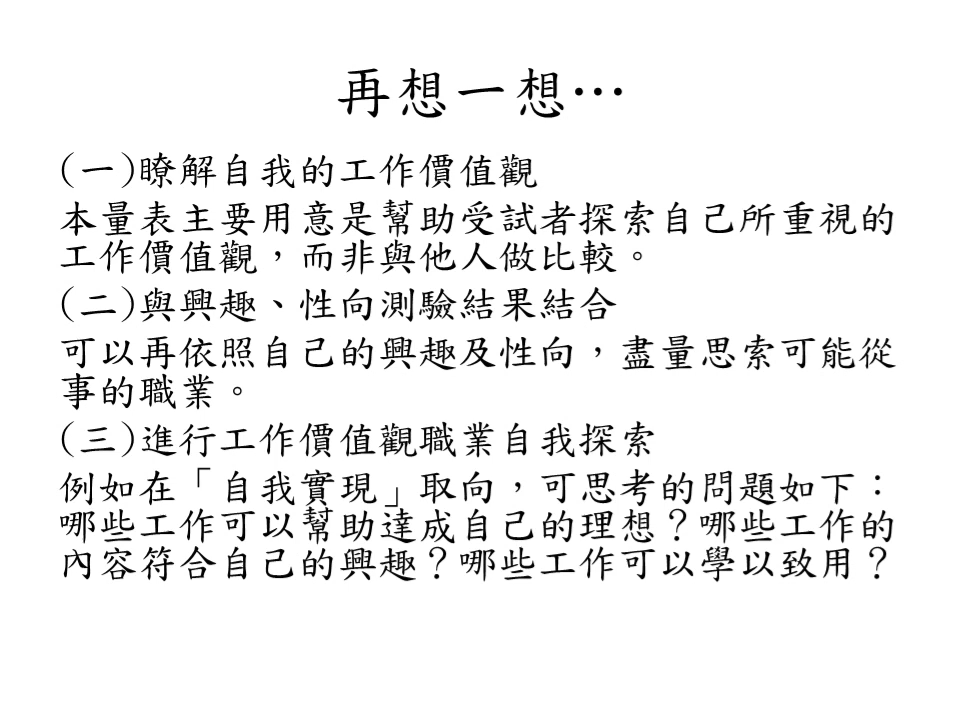 再想一想…
(一)瞭解自我的工作價值觀
本量表主要用意是幫助受試者探索自己所重視的
工作價值觀，而非與他人做比較。
(二)與興趣、性向測驗結果結合
可以再依照自己的興趣及性向，盡量思索可能從
事的職業。
(三)進行工作價值觀職業自我探索
例如在「自我實現」取向，可思考的問題如下：
哪些工作可以幫助達成自己的理想？哪些工作的
內容符合自己的興趣？哪些工作可以學以致用？